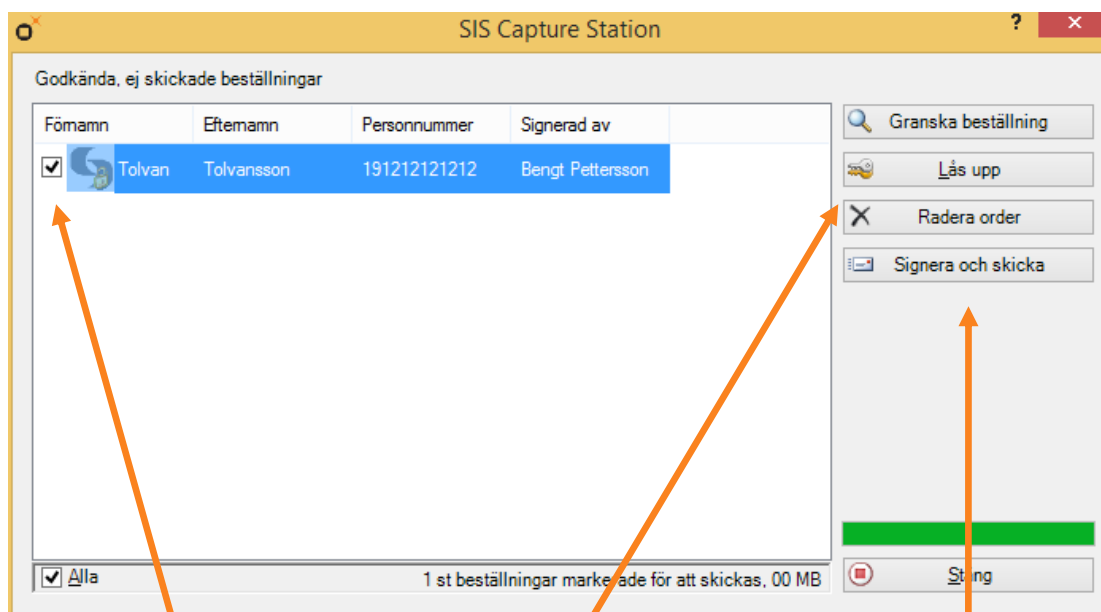 SIS Capture Station ?
Godkända, ej skickade beställningar
Förnamn Efternamn Personnummer Signerad av
Tolvan Tolvansson 191212121212 Bengt Pettersson
Granska beställning
Lås upp
Radera order
Signera och skicka
Alla
1 st beställningar markerade för att skickas, 00 MB
Stäng